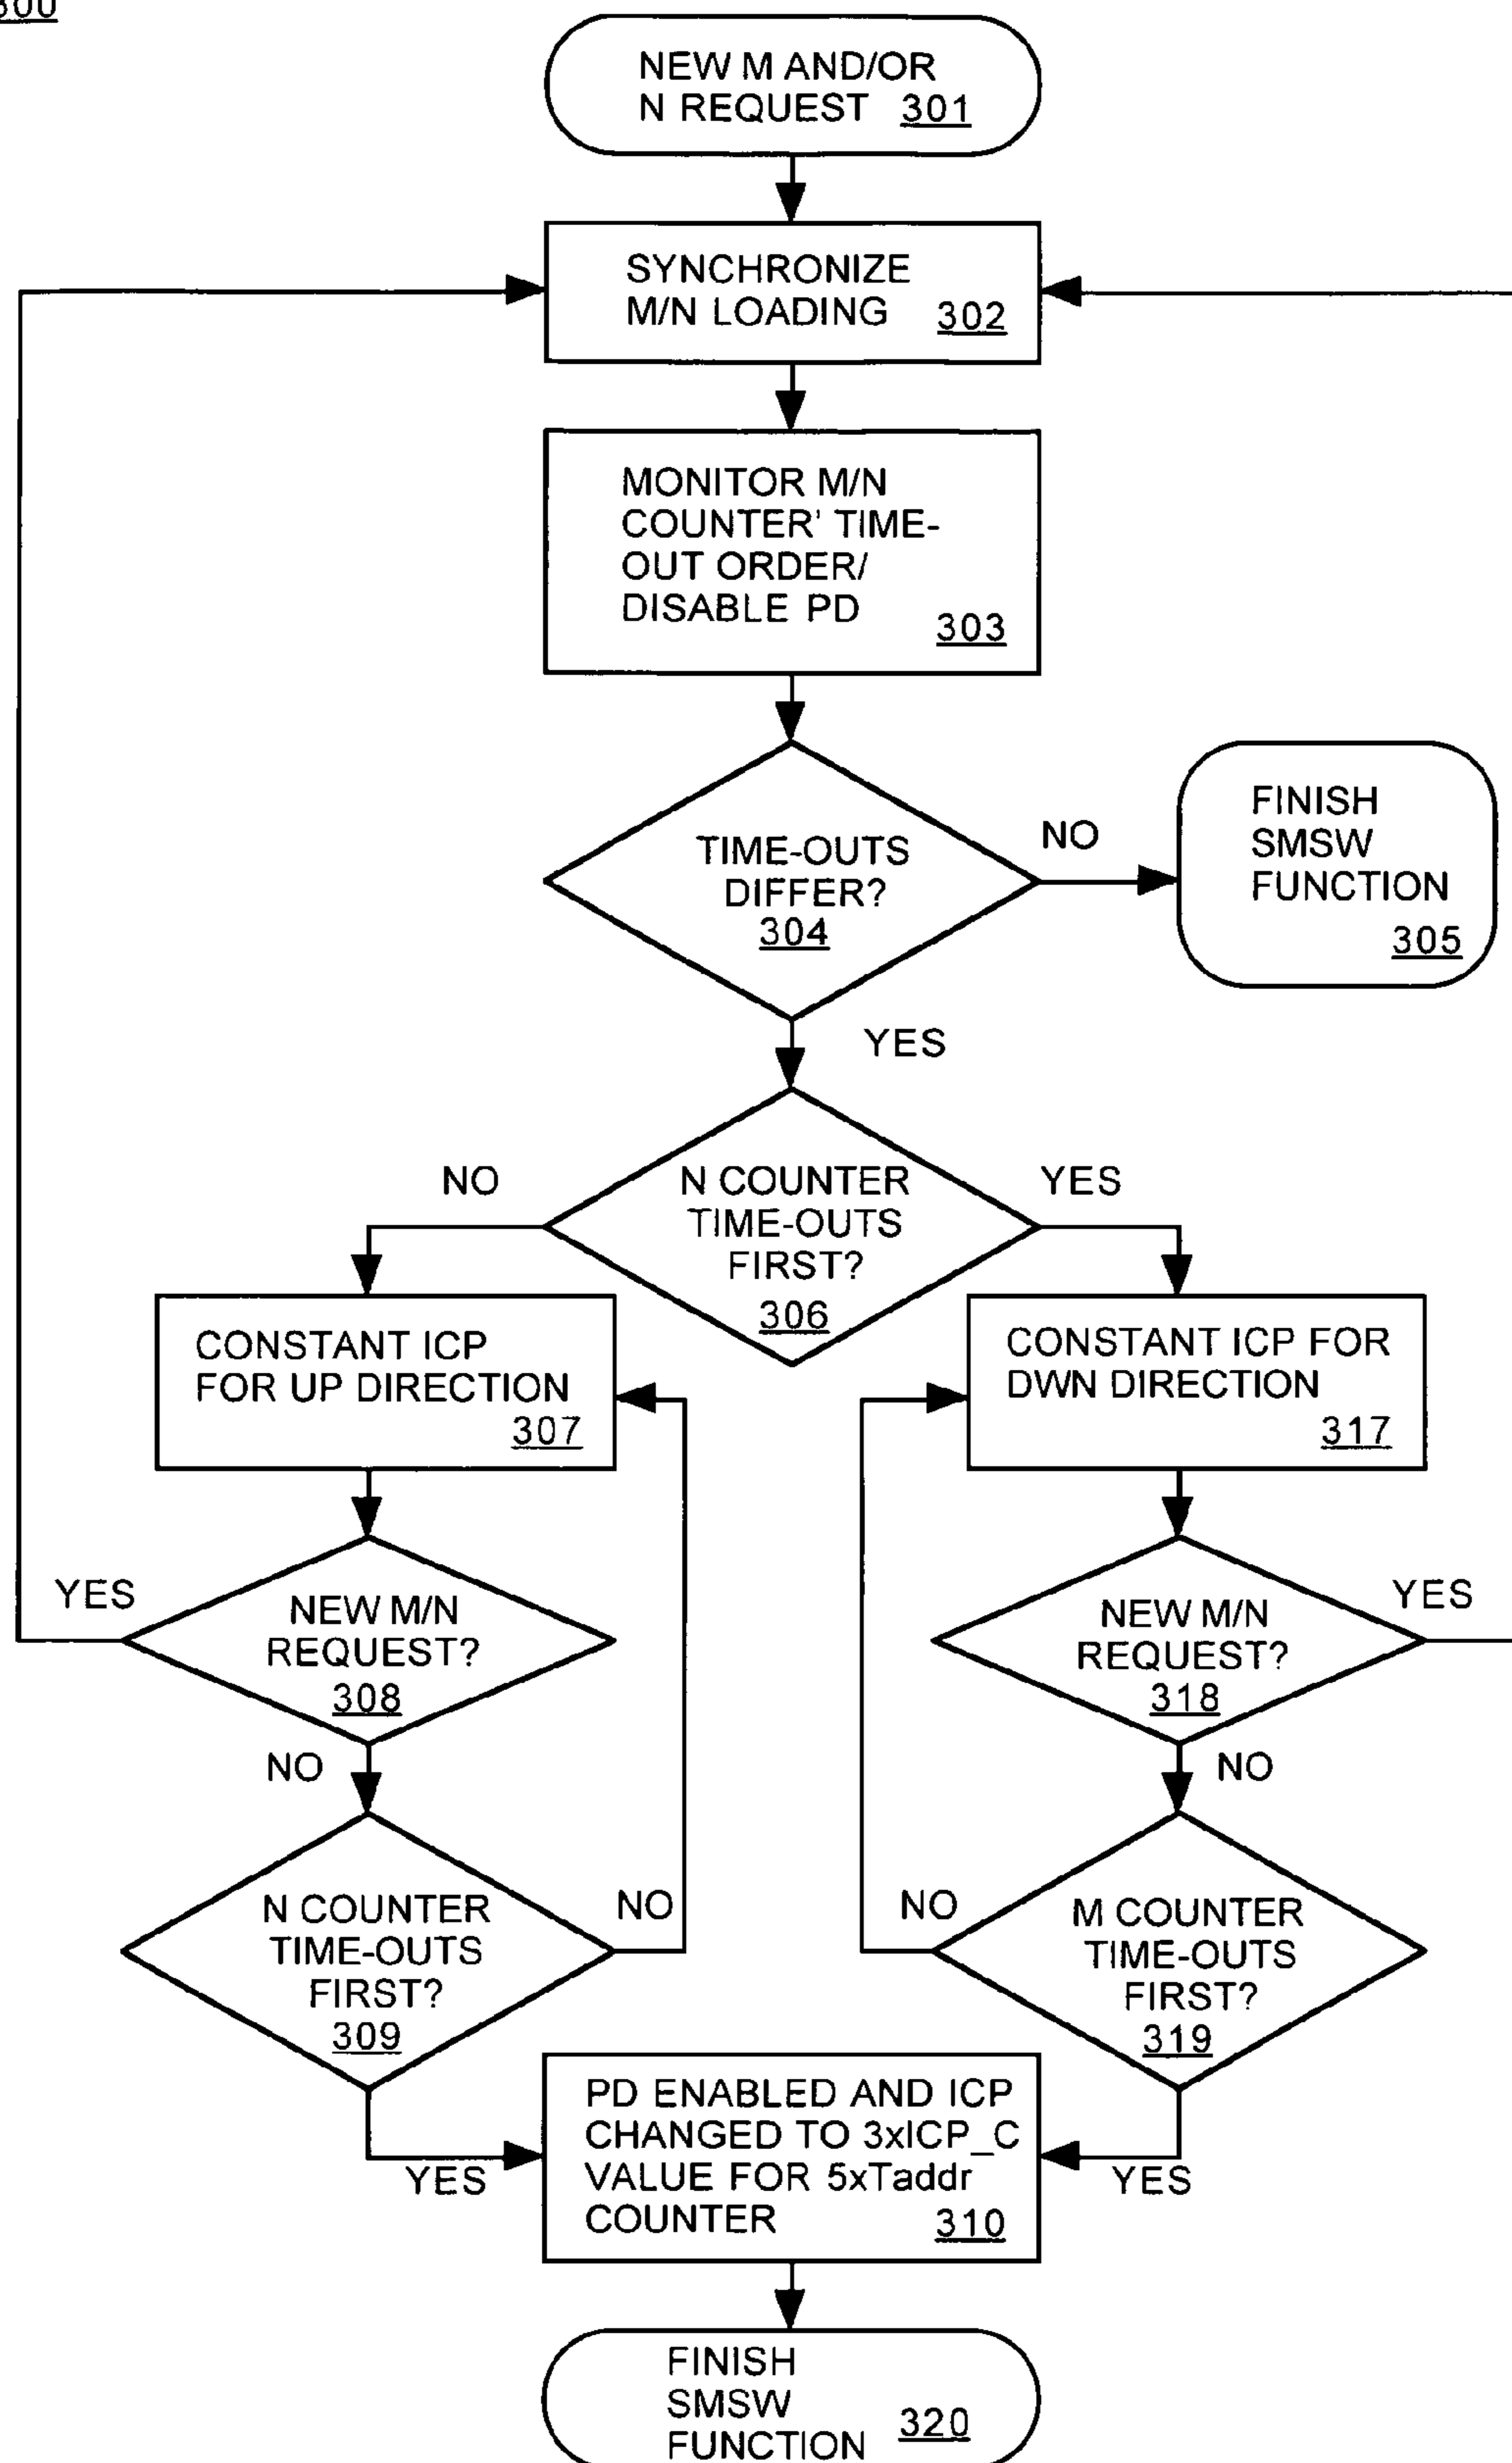 300
NEW M AND/OR
N REQUEST 301
SYNCHRONIZE
M/N LOADING 302
MONITOR M/N
COUNTER' TIME-
OUT ORDER/
DISABLE PD 303
TIME-OUTS
DIFFER?
304
NO
FINISH
SMSW
FUNCTION
305
YES
N COUNTER
TIME-OUTS
FIRST?
306
NO
YES
CONSTANT ICP
FOR UP DIRECTION
307
CONSTANT ICP FOR
DWN DIRECTION
317
YES
NEW M/N
REQUEST?
308
NEW M/N
REQUEST?
318
YES
NO
NO
N COUNTER
TIME-OUTS
FIRST?
309
NO
NO
M COUNTER
TIME-OUTS
FIRST?
319
YES
PD ENABLED AND ICP
CHANGED TO 3xICP_C
VALUE FOR 5xTaddr
COUNTER 310
YES
FINISH
SMSW
FUNCTION 320